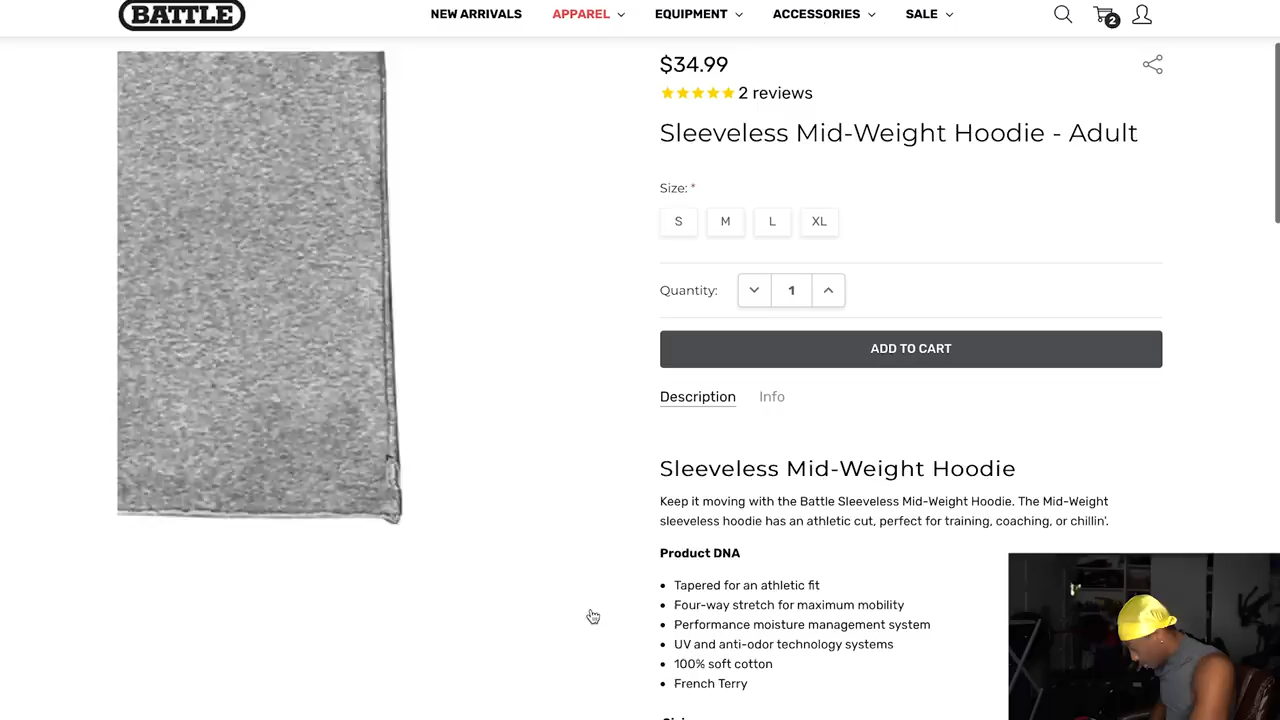 BATTLE
NEW ARRIVALS
APPAREL
EQUIPMENT
ACCESSORIES
SALE
2
$34.99
2 reviews
Sleeveless Mid-Weight Hoodie - Adult
Size: *
S
M
L
XL
Quantity:
1
ADD TO CART
Description
Info
Sleeveless Mid-Weight Hoodie
Keep it moving with the Battle Sleeveless Mid-Weight Hoodie. The Mid-Weight
sleeveless hoodie has an athletic cut, perfect for training, coaching, or chillin'.
Product DNA
• Tapered for an athletic fit
• Four-way stretch for maximum mobility
• Performance moisture management system
• UV and anti-odor technology systems
• 100% soft cotton
• French Terry